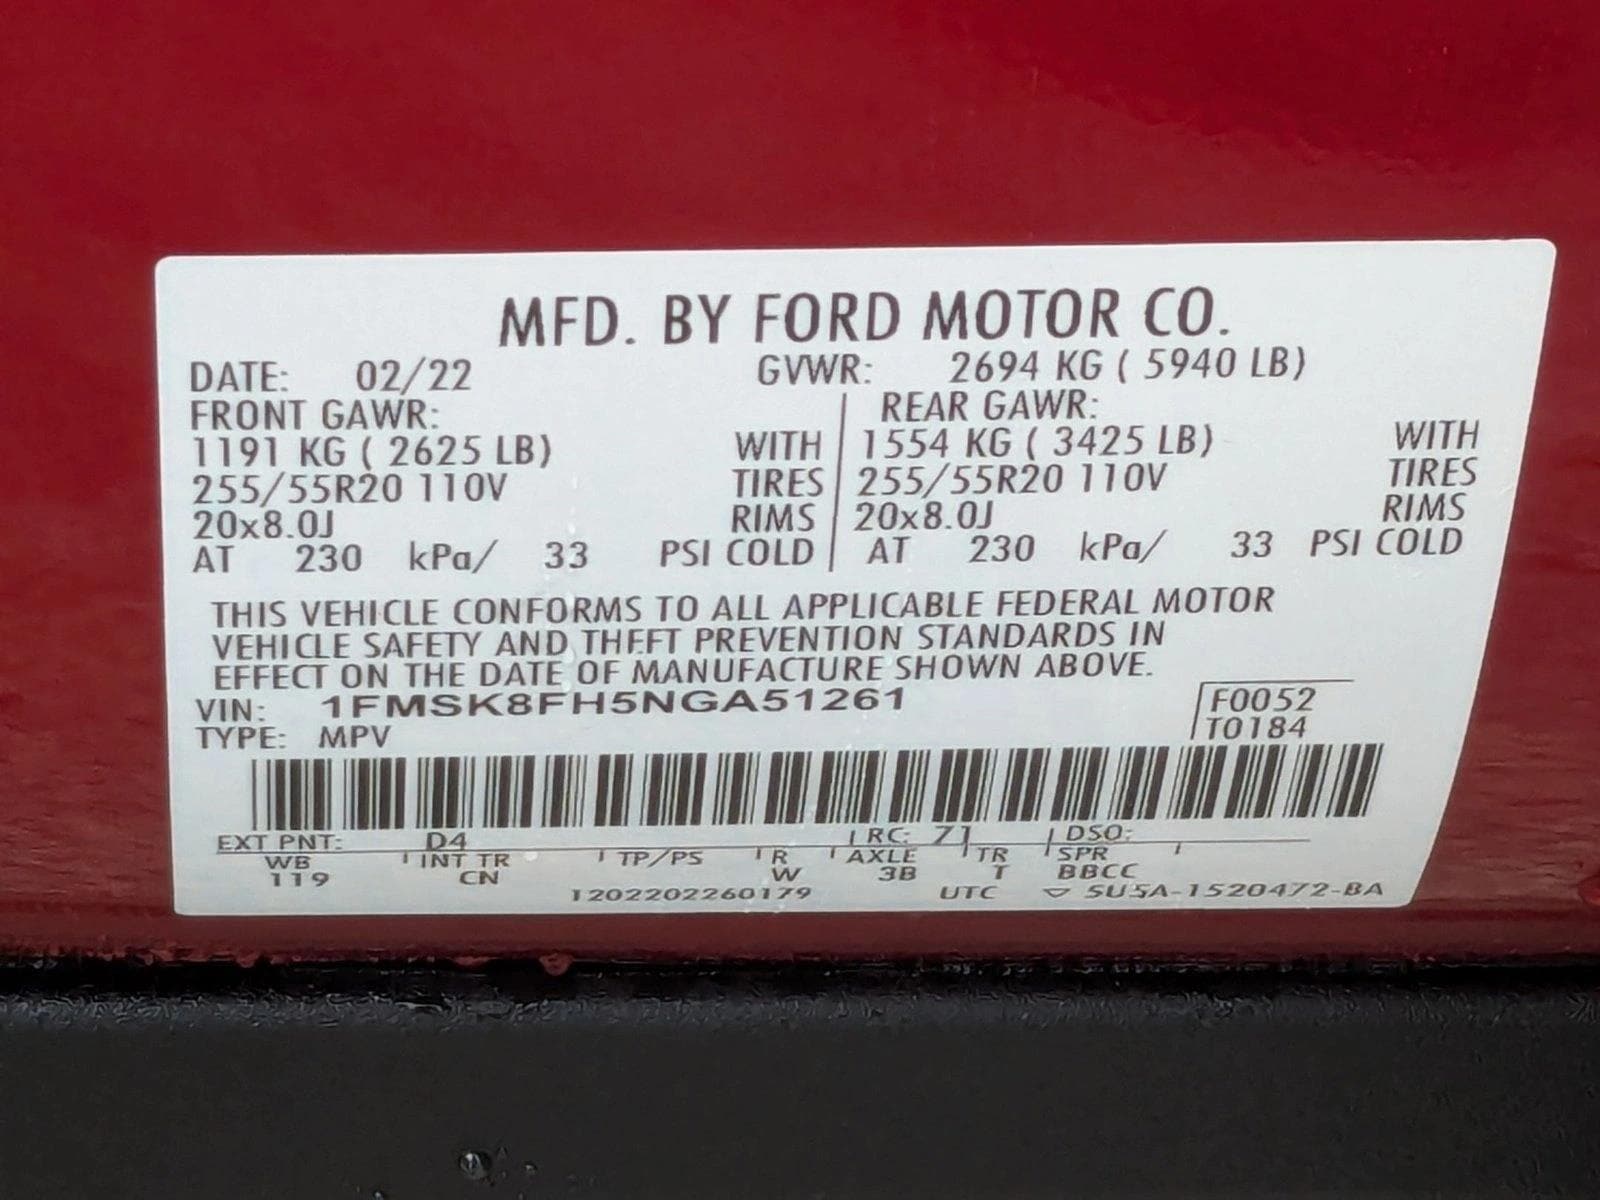 MFD. BY FORD MOTOR CO.
DATE: 02/22 GVWR: 2694 KG ( 5940 LB)
FRONT GAWR: REAR GAWR:
1191 KG ( 2625 LB) WITH 1554 KG ( 3425 LB) WITH
255/55R20 110V TIRES 255/55R20 110V TIRES
20x8.0J RIMS 20x8.0J RIMS
AT 230 kPa/ 33 PSI COLD AT 230 kPa/ 33 PSI COLD
THIS VEHICLE CONFORMS TO ALL APPLICABLE FEDERAL MOTOR
VEHICLE SAFETY AND THEFT PREVENTION STANDARDS IN
EFFECT ON THE DATE OF MANUFACTURE SHOWN ABOVE.
VIN: 1FMSK8FH5NGA51261 F0052
TYPE: MPV T0184
EXT PNT: D4 RC: 71 DSO:
WB INT TR TP/PS R AXLE TR SPR
119 CN W 3B T BBCC
1202202260179 UTC ▽ 5U5A-1520472-BA